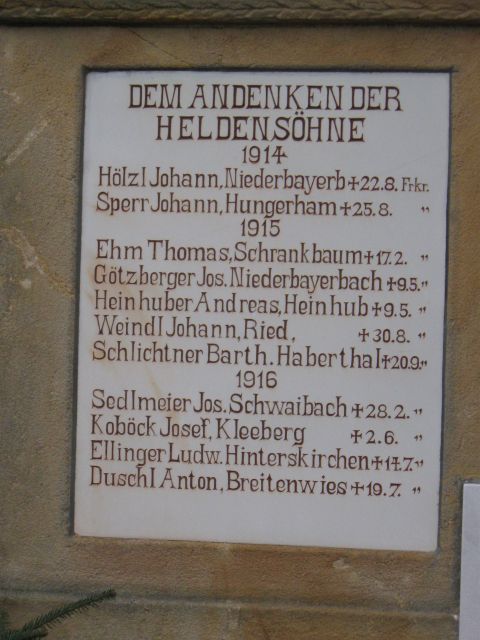 DEM ANDENKEN DER
HELDENSÖHNE
1914
Hölzl Johann, Niederbayerb ✝ 22.8. Frkr.
Sperr Johann, Hungerham ✝ 25.8. "
1915
Ehm Thomas, Schrankbaum ✝ 17.2. "
Götzberger Jos. Niederbayerbach ✝ 9.5. "
Heinhuber Andreas, Heinhub ✝ 9.5. "
Weindl Johann, Ried, ✝ 30.8. "
Schlichtner Barth. Haberthal ✝ 20.9. "
1916
Sedlmeier Jos. Schwaibach ✝ 28.2. "
Koböck Josef, Kleeberg ✝ 2.6. "
Ellinger Ludw. Hinterskirchen ✝ 14.7. "
Duschl Anton, Breitenwies ✝ 19.7. "